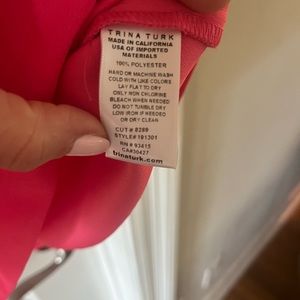 TRINA TURK
MADE IN CALIFORNIA
USA OF IMPORTED
MATERIALS
100% POLYESTER
HAND OR MACHINE WASH
COLD WITH LIKE COLORS
LAY FLAT TO DRY
ONLY NON CHLORINE
BLEACH WHEN NEEDED
DO NOT TUMBLE DRY
LOW IRON IF NEEDED
OR DRY CLEAN
CUT # 8289
STYLE# 191301
RN # 93415
CA#30427
trinaturk.com